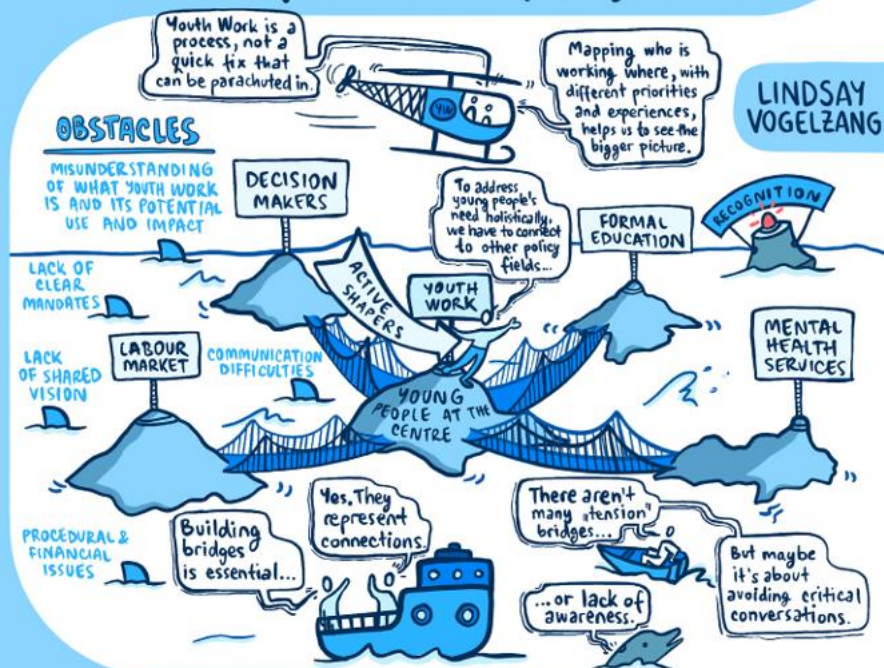 Youth Work is a
process, not a
quick fix that
can be parachuted in.
YW
Mapping who is
working where, with
different priorities
and experiences,
helps us to see the
bigger picture.
LINDSAY
VOGELZANG
OBSTACLES
MISUNDERSTANDING
OF WHAT YOUTH WORK
IS AND ITS POTENTIAL
USE AND IMPACT
DECISION
MAKERS
To address
young people's
need holistically,
we have to connect
to other policy
fields...
FORMAL
EDUCATION
RECOGNITION
LACK OF
CLEAR
MANDATES
ACTIVE
SHAPERS
YOUTH
WORK
LACK
OF SHARED
VISION
LABOUR
MARKET
COMMUNICATION
DIFFICULTIES
YOUNG
PEOPLE AT THE
CENTRE
MENTAL
HEALTH
SERVICES
PROCEDURAL &
FINANCIAL
ISSUES
Building
bridges
is essential...
Yes. They
represent
connections.
There aren't
many "tension"
bridges...
But maybe
it's about
avoiding critical
conversations.
...or lack of
awareness.